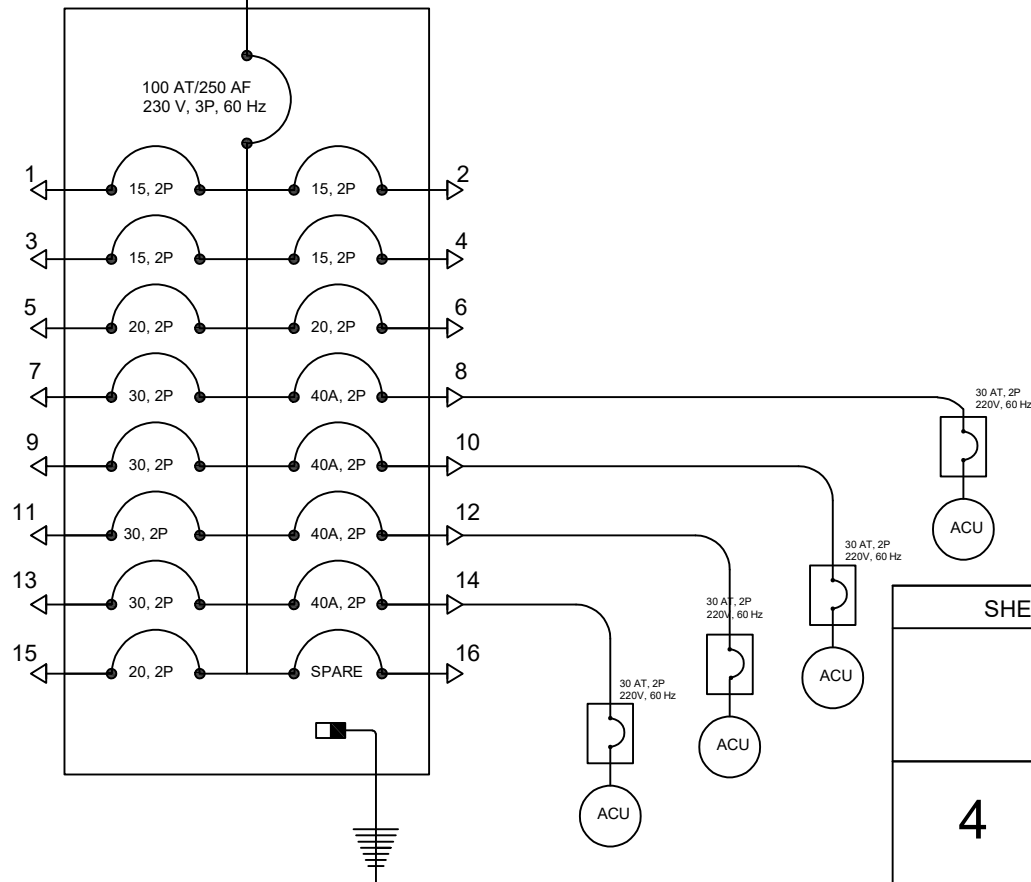 100 AT/250 AF
230 V, 3P, 60 Hz
1
15, 2P
15, 2P
2
3
15, 2P
15, 2P
4
5
20, 2P
20, 2P
6
7
30, 2P
40A, 2P
8
30 AT, 2P
220V, 60 Hz
ACU
9
30, 2P
40A, 2P
10
30 AT, 2P
220V, 60 Hz
ACU
11
30, 2P
40A, 2P
12
30 AT, 2P
220V, 60 Hz
ACU
13
30, 2P
40A, 2P
14
30 AT, 2P
220V, 60 Hz
ACU
15
20, 2P
SPARE
16
SHE
4